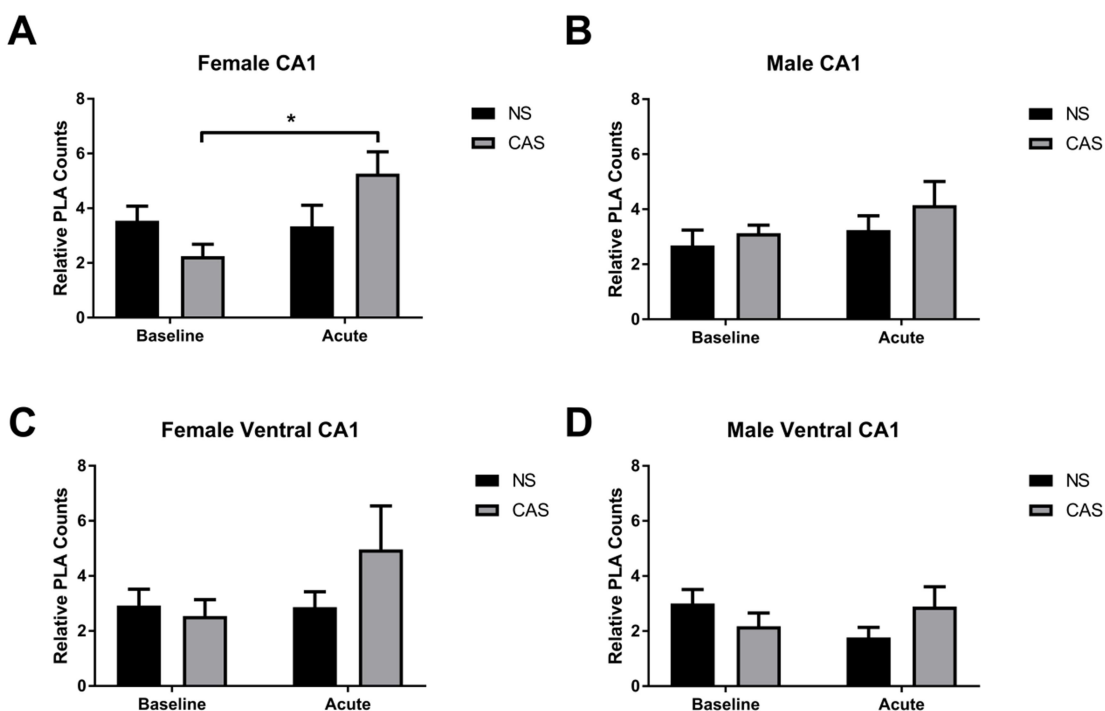 A
Female CA1
Relative PLA Counts
8
6
4
2
0
*
Baseline
Acute
NS
CAS
B
Male CA1
Relative PLA Counts
8
6
4
2
0
Baseline
Acute
NS
CAS
C
Female Ventral CA1
Relative PLA Counts
8
6
4
2
0
Baseline
Acute
NS
CAS
D
Male Ventral CA1
Relative PLA Counts
8
6
4
2
0
Baseline
Acute
NS
CAS